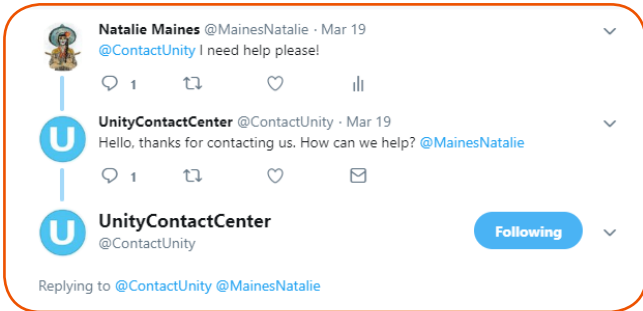 Natalie Maines @MainesNatalie · Mar 19
@ContactUnity I need help please!
1
UnityContactCenter @ContactUnity · Mar 19
U
Hello, thanks for contacting us. How can we help? @MainesNatalie
1
U
UnityContactCenter
Following
@ContactUnity
Replying to @ContactUnity @MainesNatalie